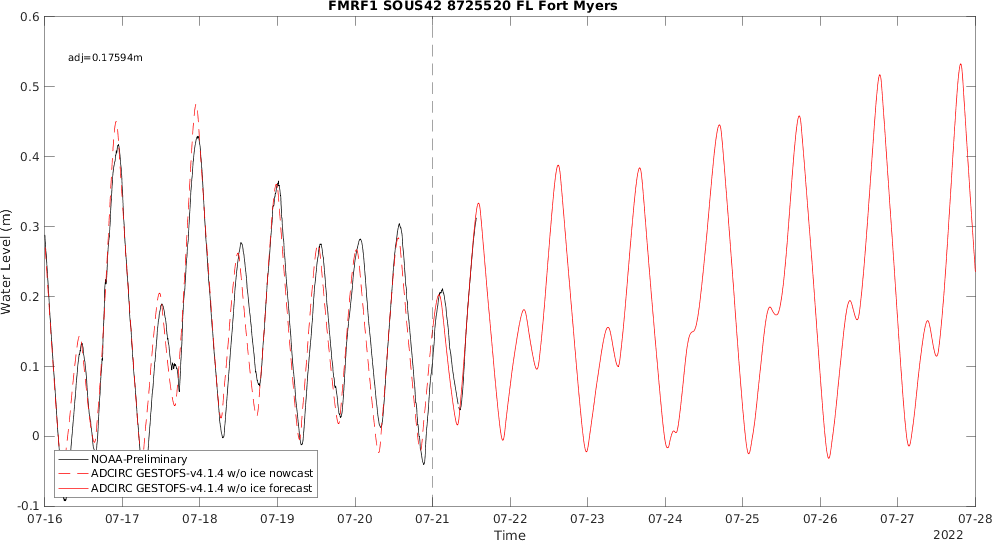 FMRF1 SOUS42 8725520 FL Fort Myers
adj=0.17594m
0.6
0.5
0.4
0.3
0.2
0.1
0
-0.1
Water Level (m)
NOAA-Preliminary
ADCIRC GESTOFS-v4.1.4 w/o ice nowcast
ADCIRC GESTOFS-v4.1.4 w/o ice forecast
07-16 07-17 07-18 07-19 07-20 07-21 07-22 07-23 07-24 07-25 07-26 07-27 07-28
Time
2022